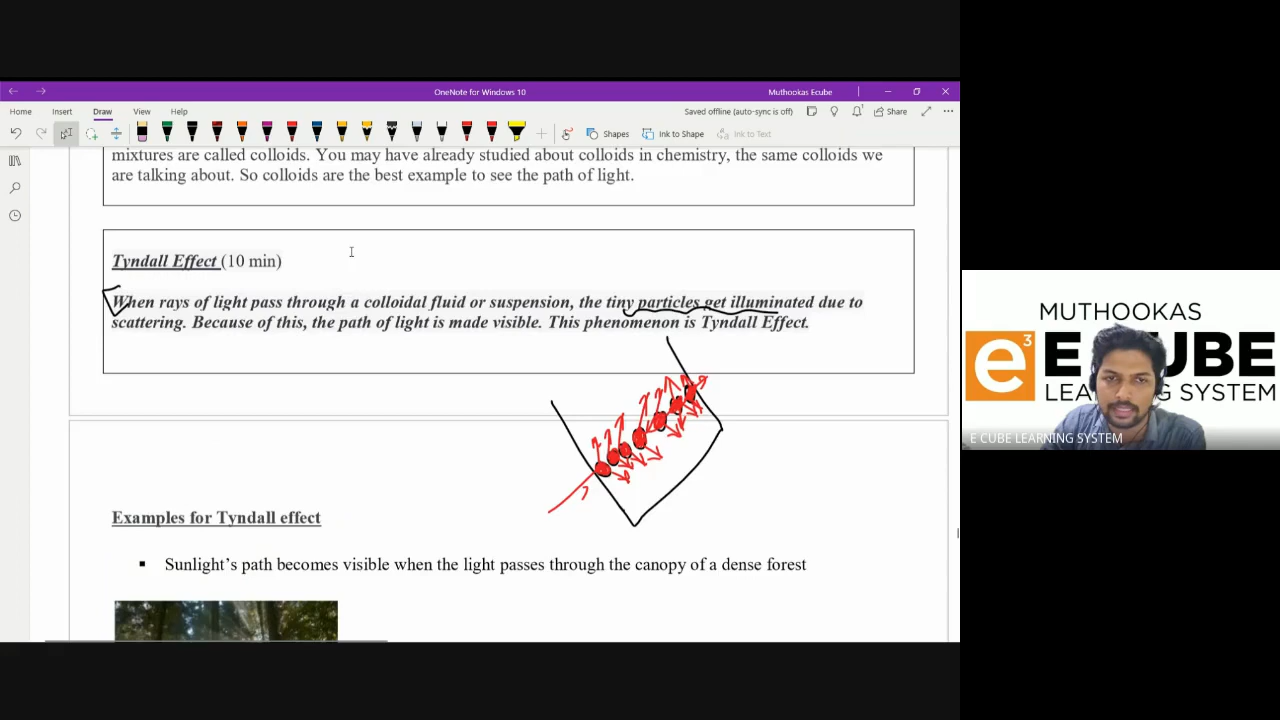 OneNote for Windows 10
Muthookas Ecube
Home Insert Draw View Help
Saved offline (auto-sync is off)
Share
Shapes
Ink to Shape
Ink to Text
mixtures are called colloids. You may have already studied about colloids in chemistry, the same colloids we
are talking about. So colloids are the best example to see the path of light.
Tyndall Effect (10 min)
When rays of light pass through a colloidal fluid or suspension, the tiny particles get illuminated due to
scattering. Because of this, the path of light is made visible. This phenomenon is Tyndall Effect.
Examples for Tyndall effect
▪ Sunlight's path becomes visible when the light passes through the canopy of a dense forest
MUTHOOKAS
e3 E CUBE
LEARNING SYSTEM
E CUBE LEARNING SYSTEM